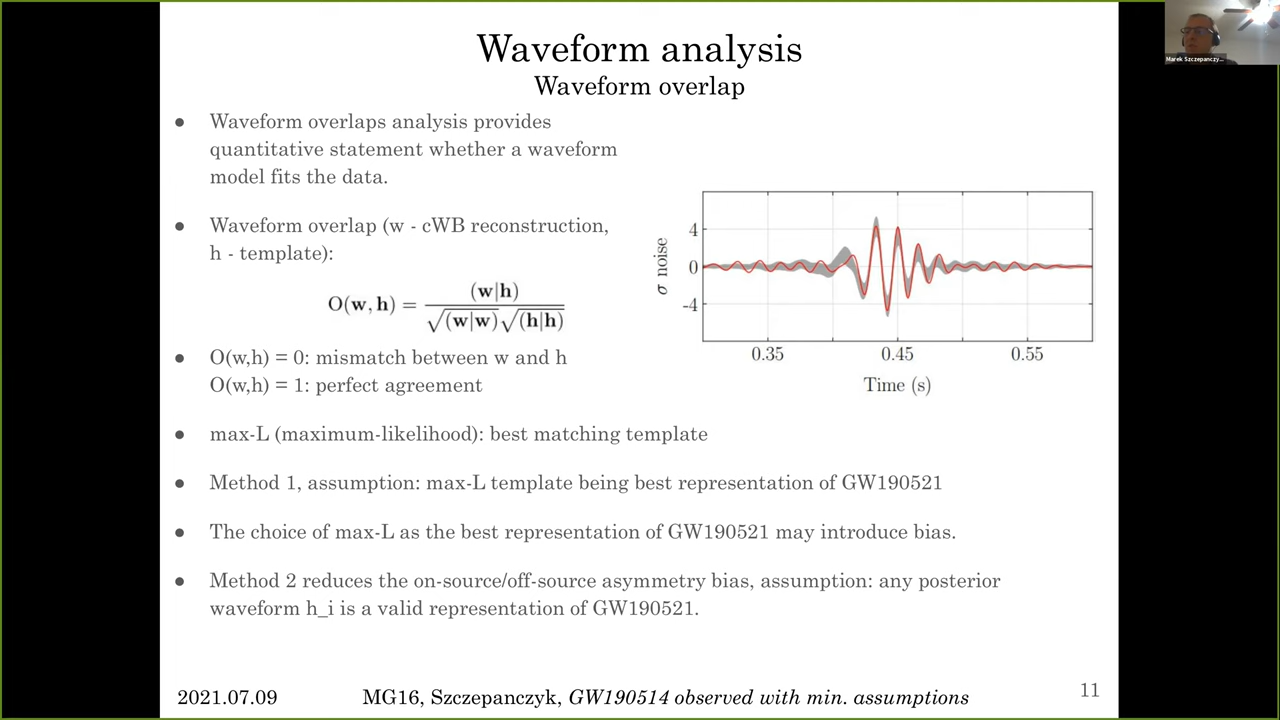 Waveform analysis
Waveform overlap
● Waveform overlaps analysis provides
quantitative statement whether a waveform
model fits the data.
● Waveform overlap (w - cWB reconstruction,
h - template):
O(w, h) = (w|h) / √(w|w)√(h|h)
● O(w,h) = 0: mismatch between w and h
O(w,h) = 1: perfect agreement
● max-L (maximum-likelihood): best matching template
● Method 1, assumption: max-L template being best representation of GW190521
● The choice of max-L as the best representation of GW190521 may introduce bias.
● Method 2 reduces the on-source/off-source asymmetry bias, assumption: any posterior
waveform h_i is a valid representation of GW190521.
σ noise
4
0
-4
0.35 0.45 0.55
Time (s)
2021.07.09 MG16, Szczepanczyk, GW190514 observed with min. assumptions 11
Marek Szczepanczy...